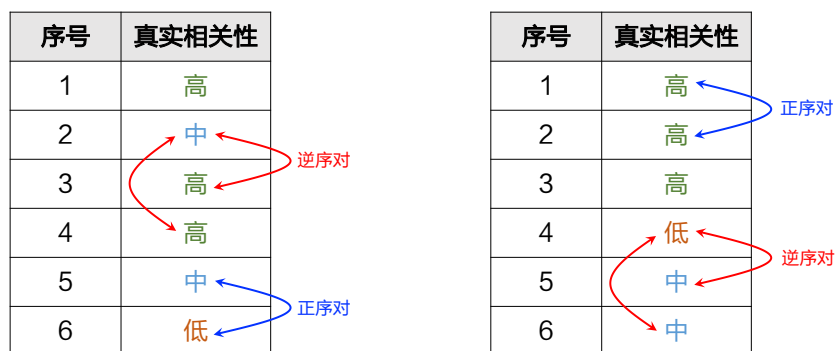 序号 真实相关性
1 高
2 中
3 高
4 高
5 中
6 低
逆序对
正序对
序号 真实相关性
1 高
2 高
3 高
4 低
5 中
6 中
正序对
逆序对